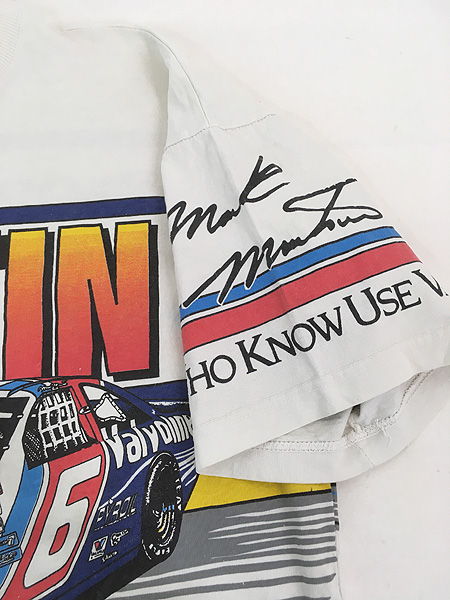 Mark
Martin
TIN
HO KNOW USE V
Valvoline
6